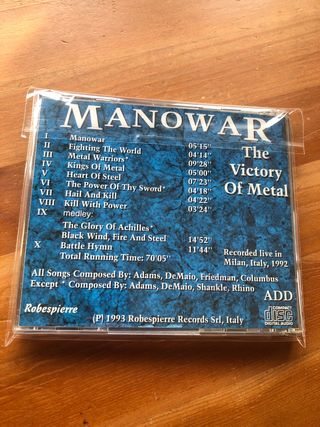 MANOWAR
The
Victory
Of Metal
I Manowar 05'15"
II Fighting The World 04'14"
III Metal Warriors* 09'28"
IV Kings Of Metal 05'00"
V Heart Of Steel 07'23"
VI The Power Of Thy Sword* 04'18"
VII Hail And Kill 04'22"
VIII Kill With Power 03'24"
IX medley:
The Glory Of Achilles*
Black Wind, Fire And Steel 14'52"
X Battle Hymn 11'44"
Total Running Time: 70'05"
Recorded live in
Milan, Italy, 1992
All Songs Composed By: Adams, DeMaio, Friedman, Columbus
Except * Composed By: Adams, DeMaio, Shankle, Rhino
ADD
Robespierre
COMPACT
disc
DIGITAL AUDIO
(P) 1993 Robespierre Records Srl, Italy